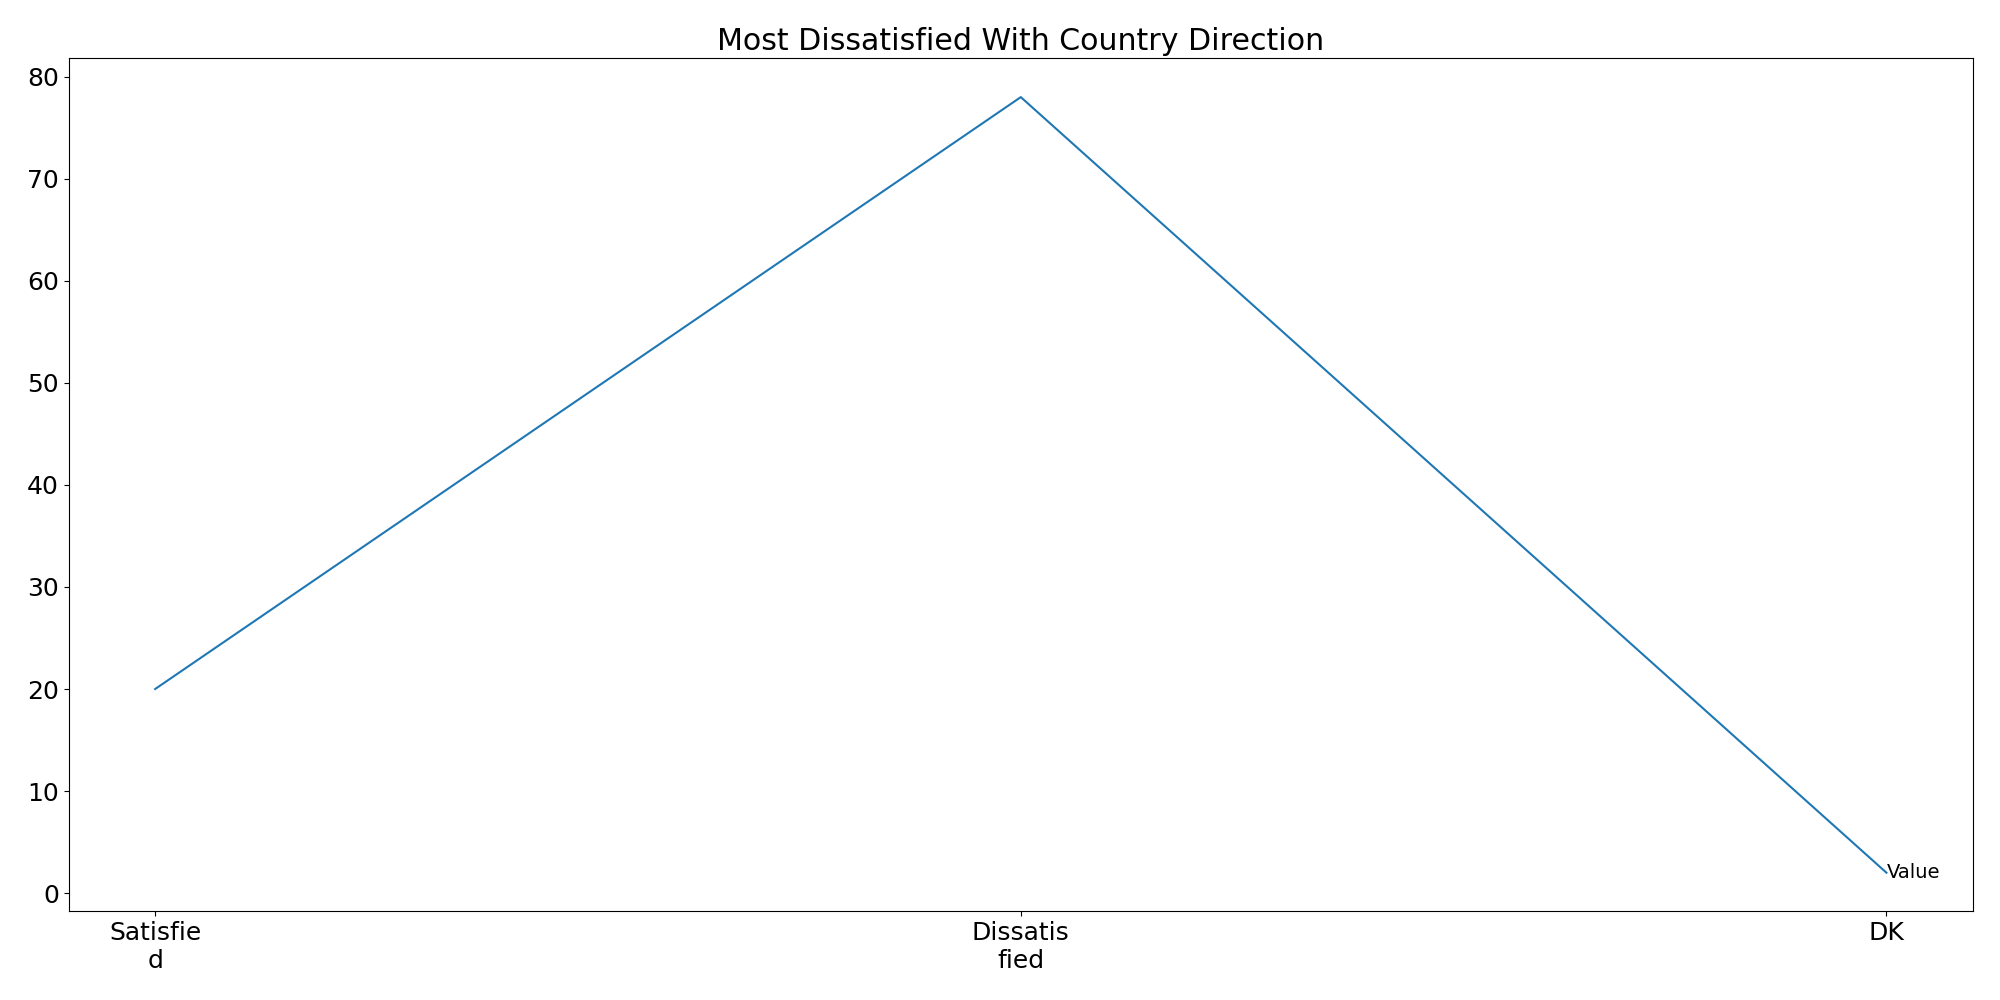 Most Dissatisfied With Country Direction
80
70
60
50
40
30
20
10
0
Value
Satisfie
d
Dissatis
fied
DK